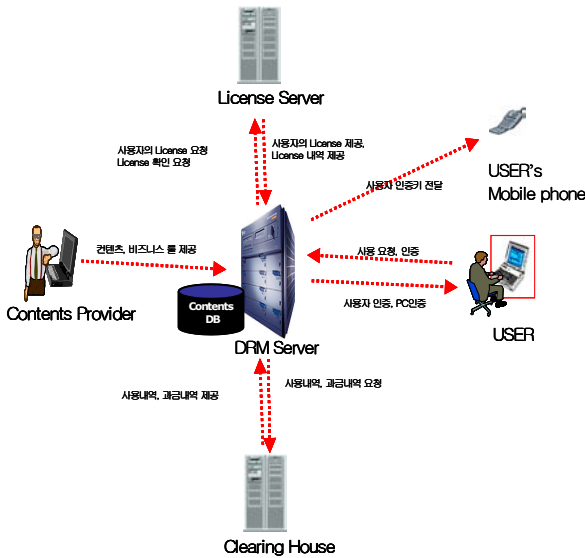 License Server
사용자의 License 요청
License 확인 요청
사용자의 License 제공,
License 내역 제공
사용자 인증키 전달
USER's
Mobile phone
컨텐츠, 비즈니스 룰 제공
사용 요청, 인증
Contents Provider
Contents
DB
사용자 인증, PC인증
USER
DRM Server
사용내역, 과금내역 제공
사용내역, 과금내역 요청
Clearing House